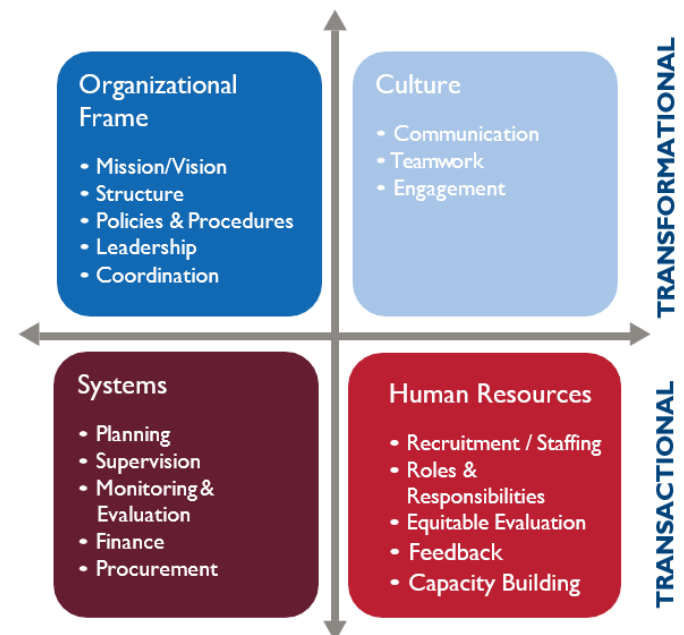 Organizational
Frame
• Mission/Vision
• Structure
• Policies & Procedures
• Leadership
• Coordination
Culture
• Communication
• Teamwork
• Engagement
TRANSFORMATIONAL
Systems
• Planning
• Supervision
• Monitoring &
Evaluation
• Finance
• Procurement
Human Resources
• Recruitment / Staffing
• Roles &
Responsibilities
• Equitable Evaluation
• Feedback
• Capacity Building
TRANSACTIONAL